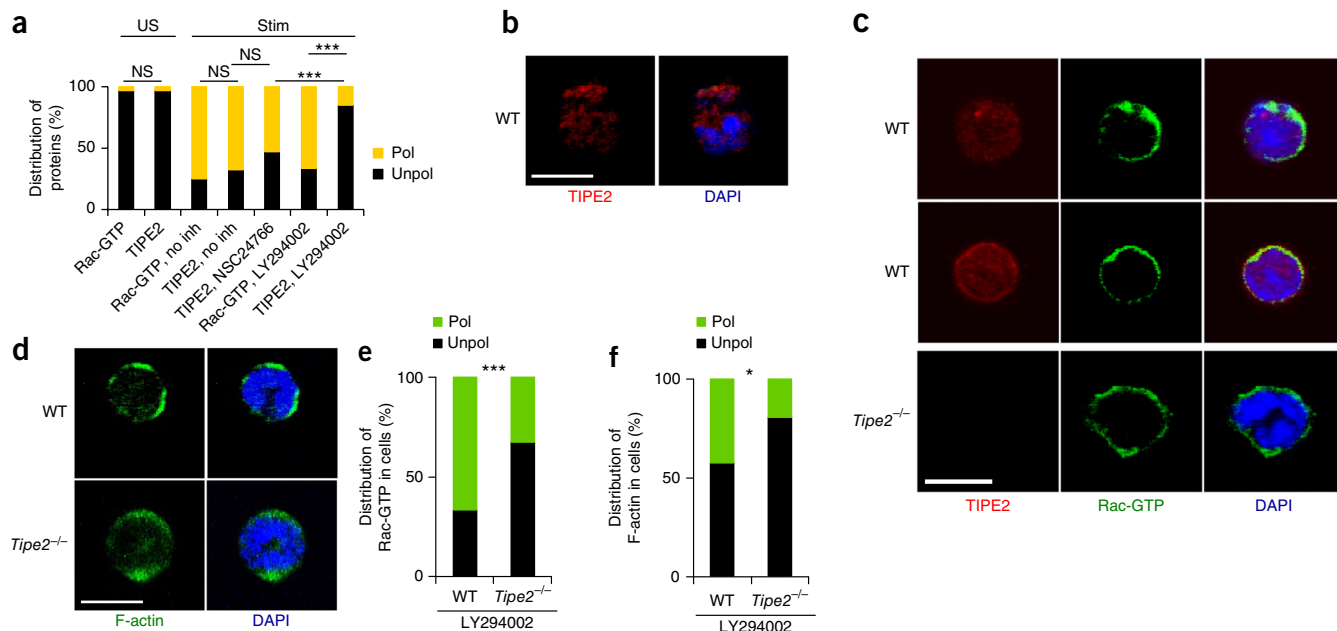 a
US
Stim
NS
NS
NS
***
***
100
50
0
Distribution of
proteins (%)
Pol
Unpol
Rac-GTP
TIPE2
Rac-GTP, no inh
TIPE2, no inh
TIPE2, NSC24766
Rac-GTP, LY294002
TIPE2, LY294002
b
WT
TIPE2
DAPI
c
WT
WT
Tipe2–/–
TIPE2
Rac-GTP
DAPI
d
WT
Tipe2–/–
F-actin
DAPI
e
Pol
Unpol
***
100
50
0
Distribution of
Rac-GTP in cells (%)
WT
Tipe2–/–
LY294002
f
Pol
Unpol
*
100
50
0
Distribution of
F-actin in cells (%)
WT
Tipe2–/–
LY294002